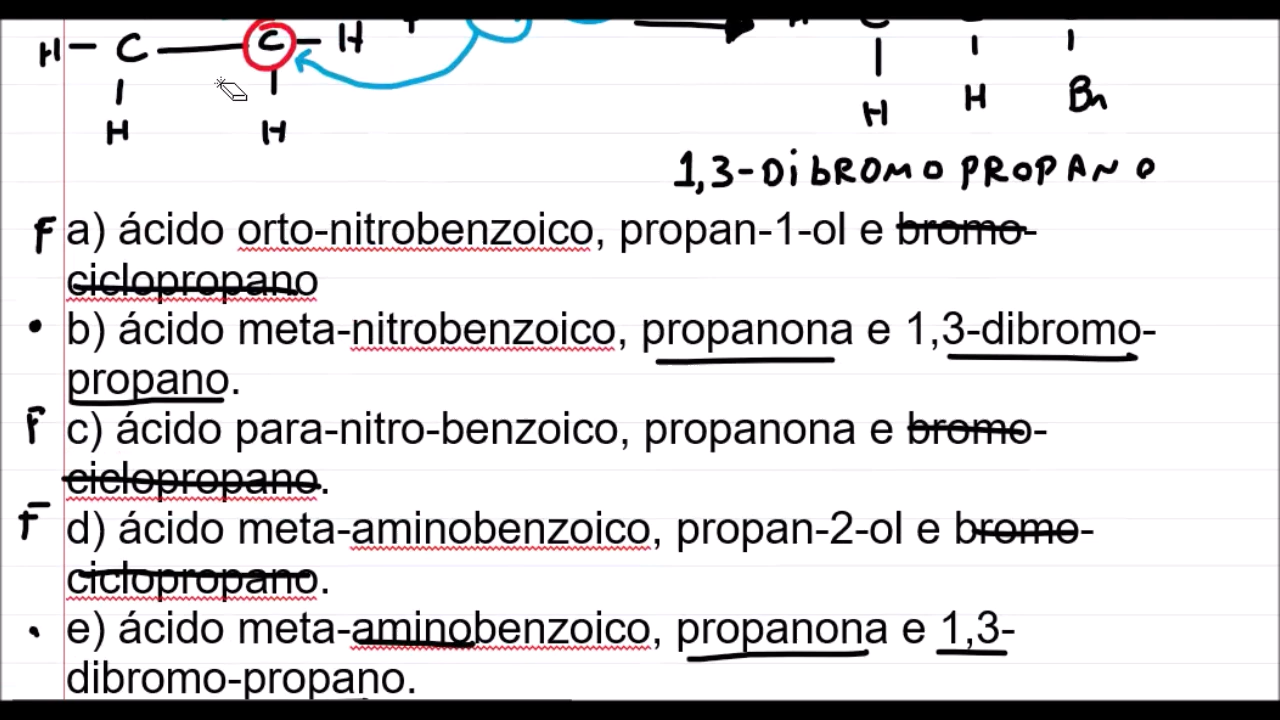 H - C — C - H
H H H H Br
1,3-DiBROMOPROPANO
F a) ácido orto-nitrobenzoico, propan-1-ol e bromo-
ciclopropano
• b) ácido meta-nitrobenzoico, propanona e 1,3-dibromo-
propano.
F c) ácido para-nitro-benzoico, propanona e bromo-
ciclopropano.
F d) ácido meta-aminobenzoico, propan-2-ol e bromo-
ciclopropano.
• e) ácido meta-aminobenzoico, propanona e 1,3-
dibromo-propano.